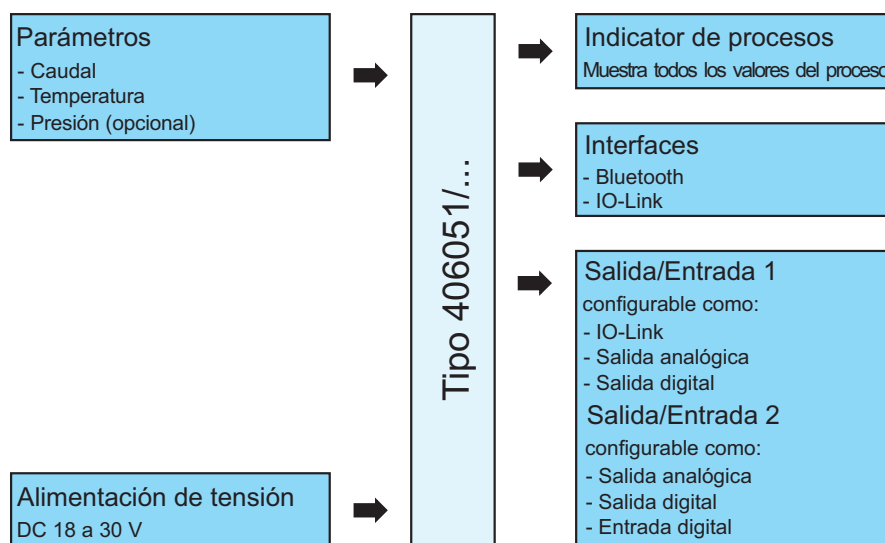 Parámetros
- Caudal
- Temperatura
- Presión (opcional)
Alimentación de tensión
DC 18 a 30 V
Tipo 406051/...
Indicator de procesos
Muestra todos los valores del proceso
Interfaces
- Bluetooth
- IO-Link
Salida/Entrada 1
configurable como:
- IO-Link
- Salida analógica
- Salida digital
Salida/Entrada 2
configurable como:
- Salida analógica
- Salida digital
- Entrada digital